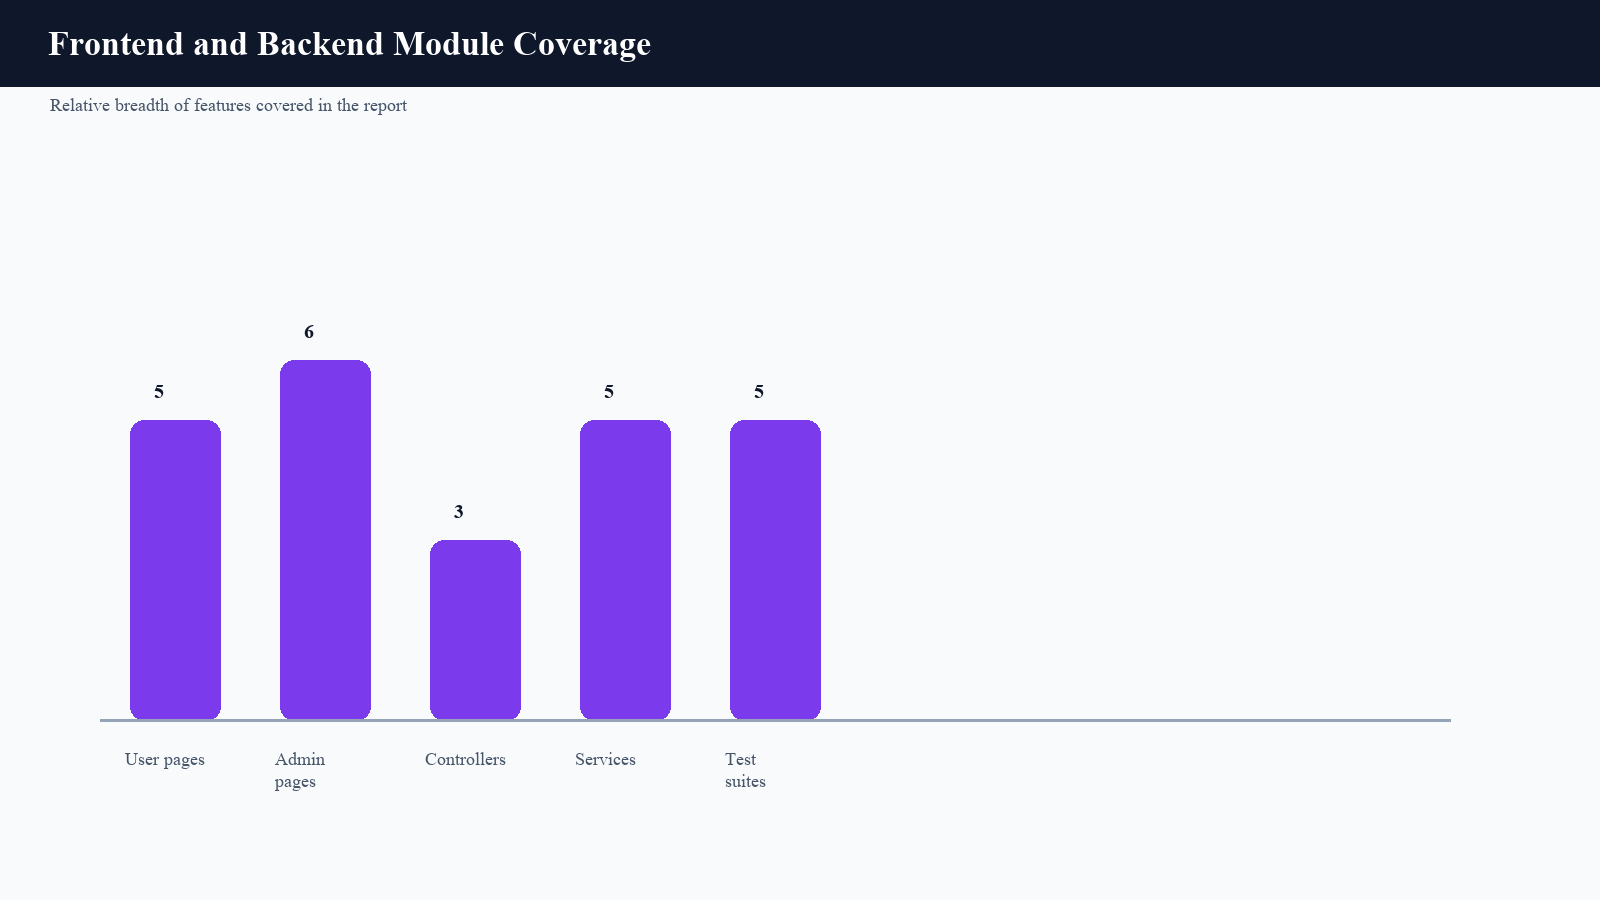 Frontend and Backend Module Coverage
Relative breadth of features covered in the report
6
5
5
5
3
User pages
Admin
pages
Controllers
Services
Test
suites